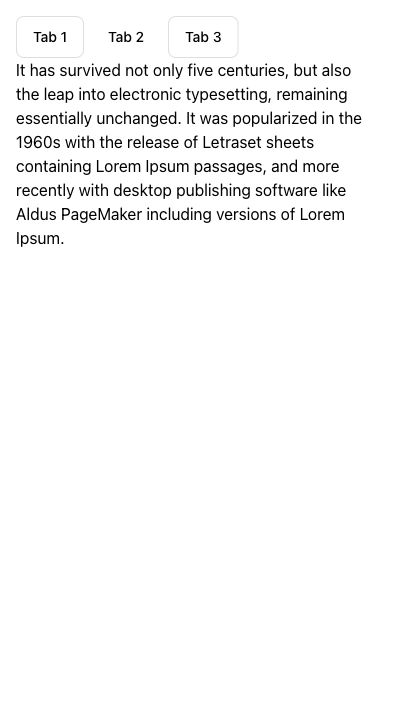 Tab 1 Tab 2 Tab 3
It has survived not only five centuries, but also
the leap into electronic typesetting, remaining
essentially unchanged. It was popularized in the
1960s with the release of Letraset sheets
containing Lorem Ipsum passages, and more
recently with desktop publishing software like
Aldus PageMaker including versions of Lorem
Ipsum.